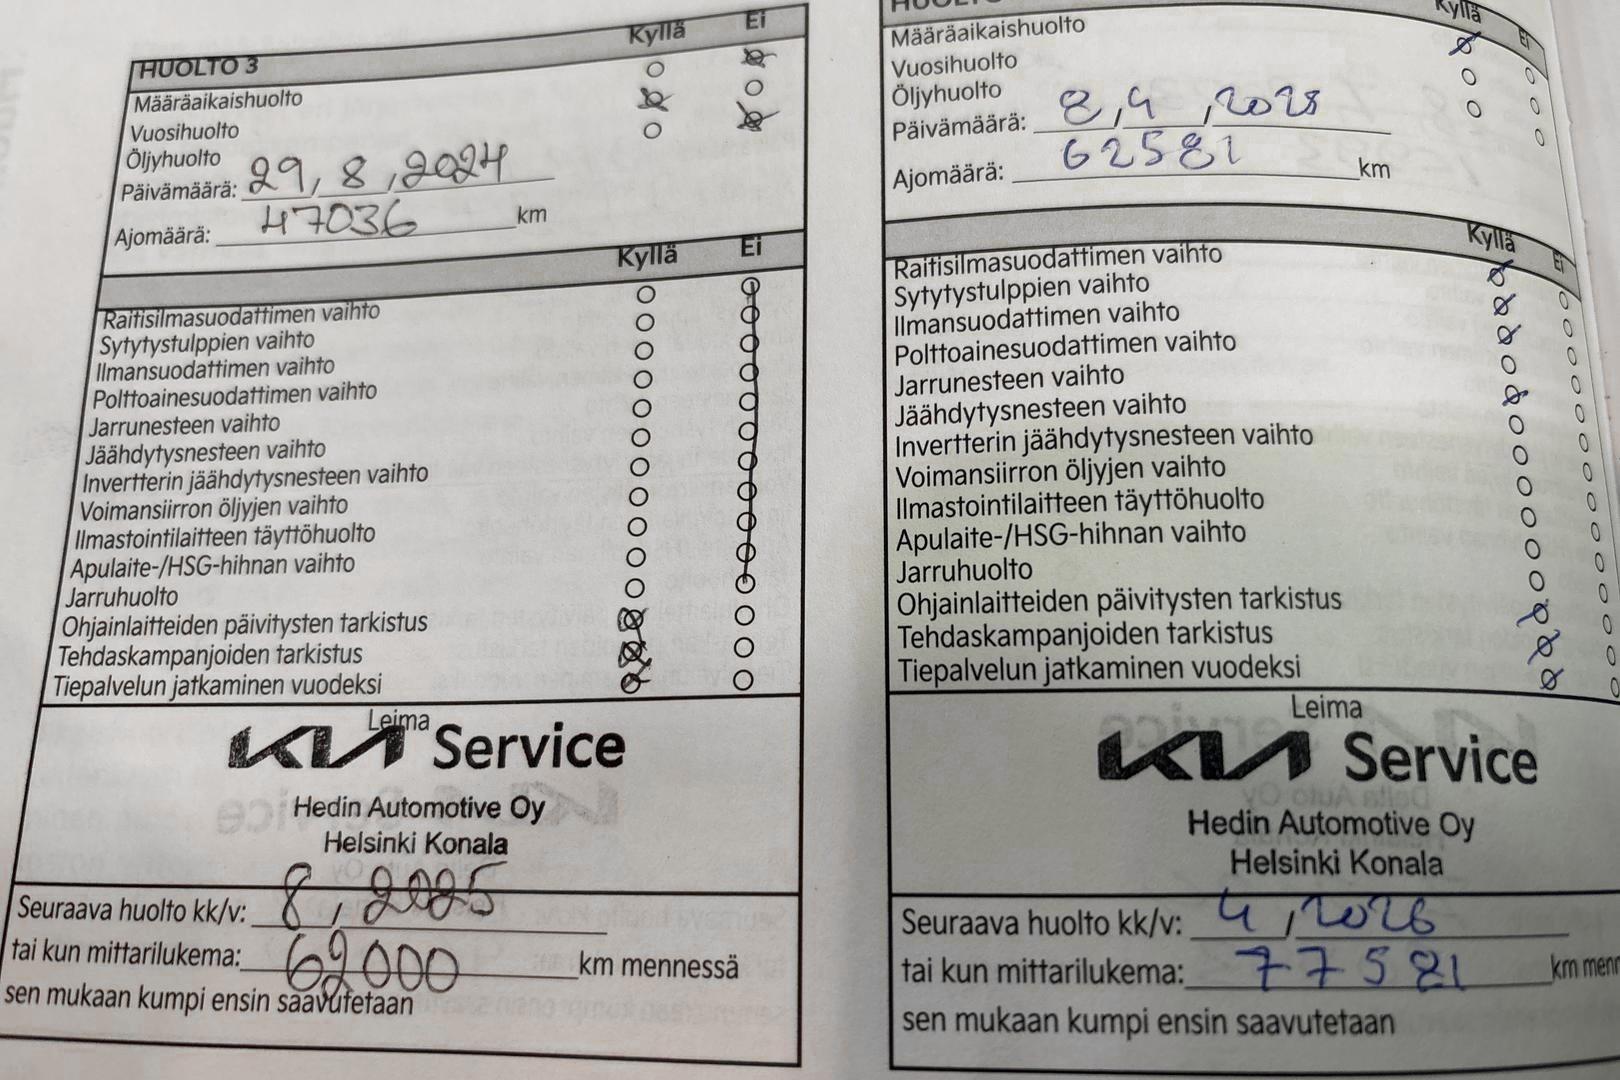 HUOLTO 3 Kyllä Ei
Määräaikaishuolto
Vuosihuolto
Öljyhuolto
Päivämäärä: 29, 8, 2024
Ajomäärä: 47036 km
Kyllä Ei
Raitisilmasuodattimen vaihto
Sytytystulppien vaihto
Ilmansuodattimen vaihto
Polttoainesuodattimen vaihto
Jarrunesteen vaihto
Jäähdytysnesteen vaihto
Invertterin jäähdytysnesteen vaihto
Voimansiirron öljyjen vaihto
Ilmastointilaitteen täyttöhuolto
Apulaite-/HSG-hihnan vaihto
Jarruhuolto
Ohjainlaitteiden päivitysten tarkistus
Tehdaskampanjoiden tarkistus
Tiepalvelun jatkaminen vuodeksi
Leima
KIA Service
Hedin Automotive Oy
Helsinki Konala
Seuraava huolto kk/v: 8, 2025
tai kun mittarilukema: 62000 km mennessä
sen mukaan kumpi ensin saavutetaan
Kyllä Ei
Määräaikaishuolto
Vuosihuolto
Öljyhuolto
Päivämäärä: 8, 4, 2025
Ajomäärä: 62581 km
Kyllä Ei
Raitisilmasuodattimen vaihto
Sytytystulppien vaihto
Ilmansuodattimen vaihto
Polttoainesuodattimen vaihto
Jarrunesteen vaihto
Jäähdytysnesteen vaihto
Invertterin jäähdytysnesteen vaihto
Voimansiirron öljyjen vaihto
Ilmastointilaitteen täyttöhuolto
Apulaite-/HSG-hihnan vaihto
Jarruhuolto
Ohjainlaitteiden päivitysten tarkistus
Tehdaskampanjoiden tarkistus
Tiepalvelun jatkaminen vuodeksi
Leima
KIA Service
Hedin Automotive Oy
Helsinki Konala
Seuraava huolto kk/v: 4, 2026
tai kun mittarilukema: 77581 km
sen mukaan kumpi ensin saavutetaan